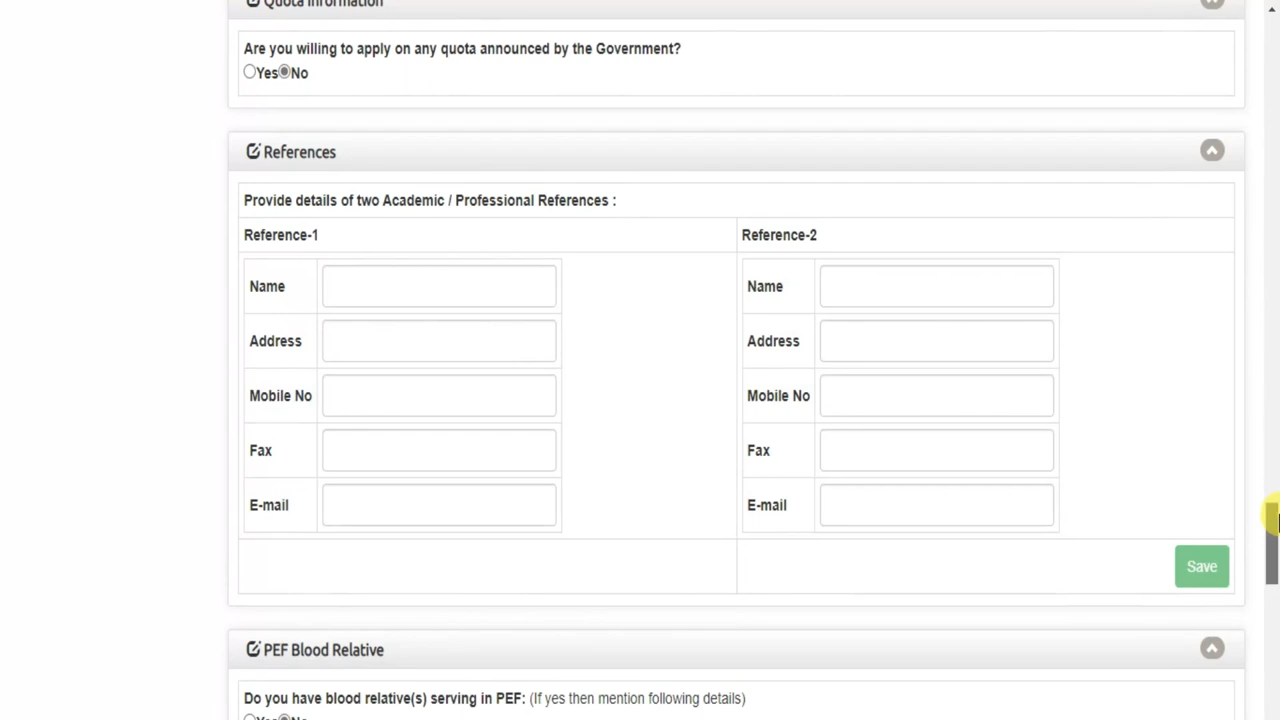 Quota Information
Are you willing to apply on any quota announced by the Government?
Yes No
References
Provide details of two Academic / Professional References :
Reference-1 Reference-2
Name Name
Address Address
Mobile No Mobile No
Fax Fax
E-mail E-mail
Save
PEF Blood Relative
Do you have blood relative(s) serving in PEF: (If yes then mention following details)
Yes No